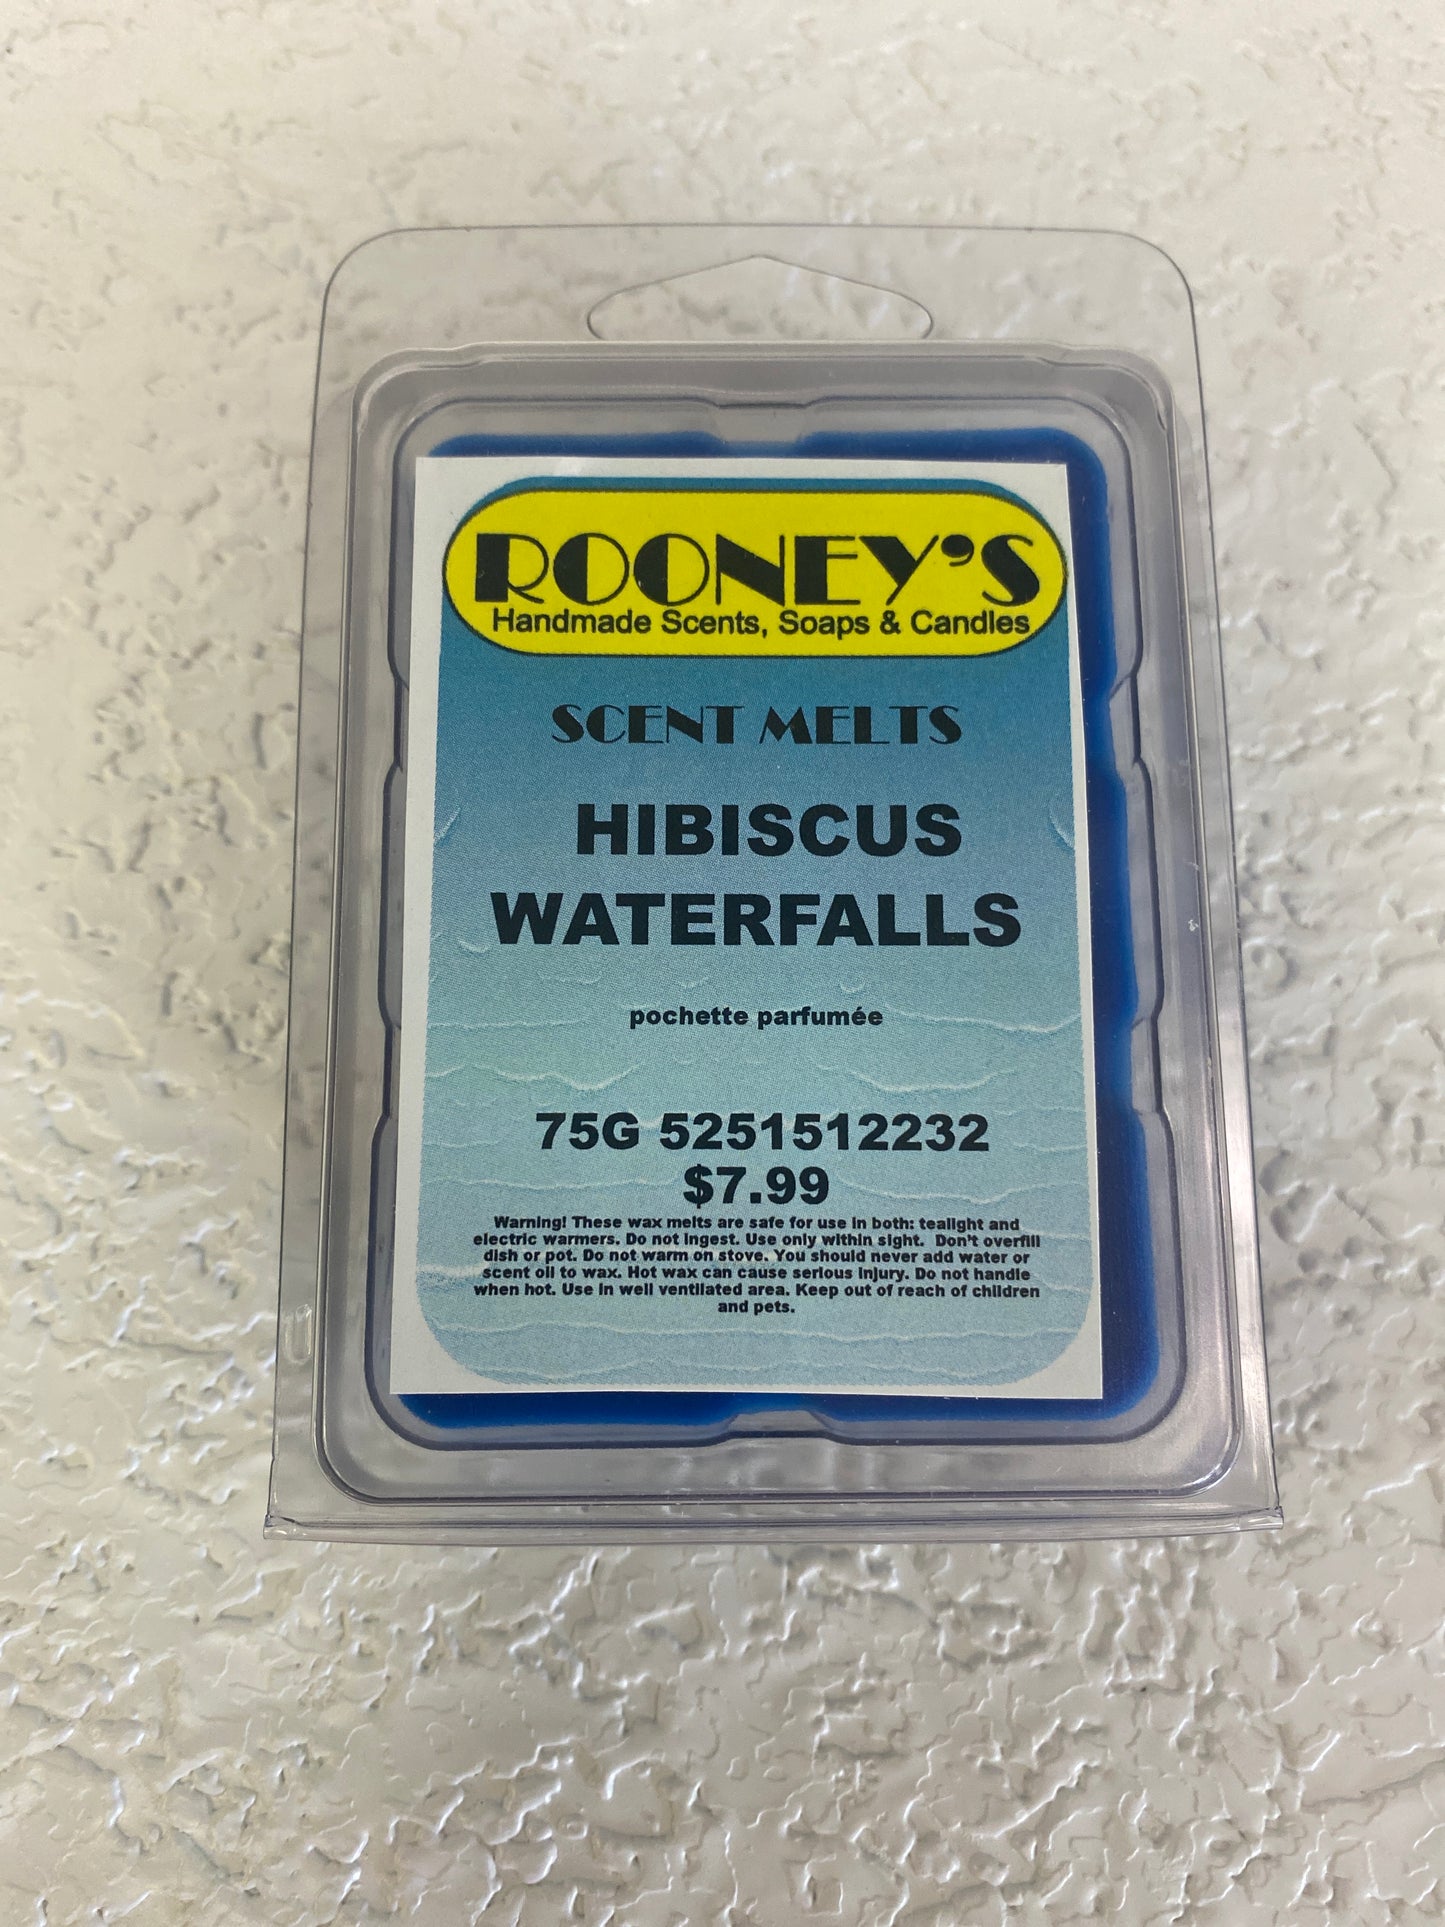 ROONEY'S
Handmade Scents, Soaps & Candles
SCENT MELTS
HIBISCUS
WATERFALLS
pochette parfumée
75G 5251512232
$7.99
Warning! These wax melts are safe for use in both: tealight and
electric warmers. Do not ingest. Use only within sight. Don't overfill
dish or pot. Do not warm on stove. You should never add water or
scent oil to wax. Hot wax can cause serious injury. Do not handle
when hot. Use in well ventilated area. Keep out of reach of children
and pets.